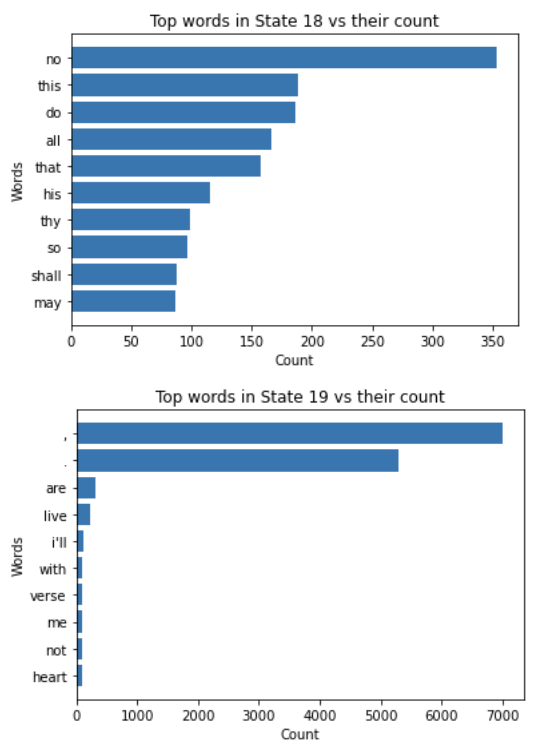 Top words in State 18 vs their count
no
this
do
all
that
his
thy
so
shall
may
Words
0 50 100 150 200 250 300 350
Count
Top words in State 19 vs their count
,
.
are
live
i'll
with
verse
me
not
heart
Words
0 1000 2000 3000 4000 5000 6000 7000
Count